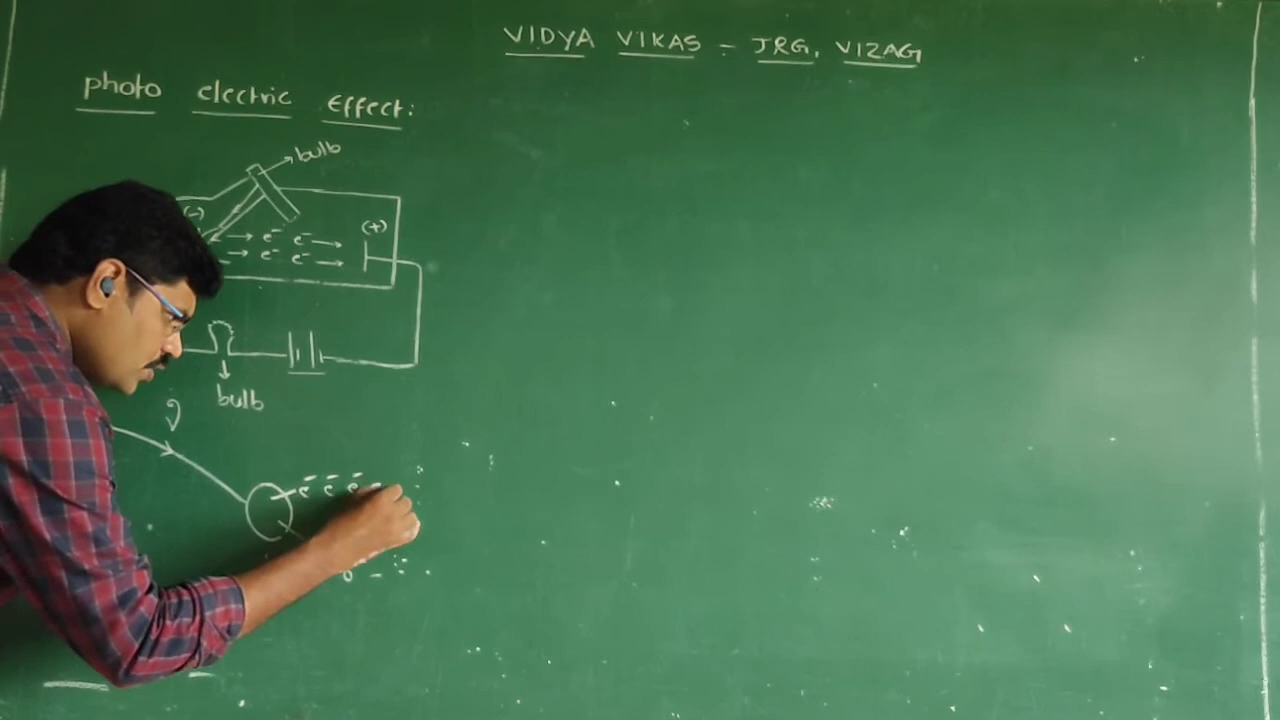 VIDYA VIKAS - JRG, VIZAG
photo electric Effect:
bulb
(-)
(+)
→ e⁻ e⁻ →
→ e⁻ e⁻ →
bulb
ν
e⁻ e⁻ e⁻ e